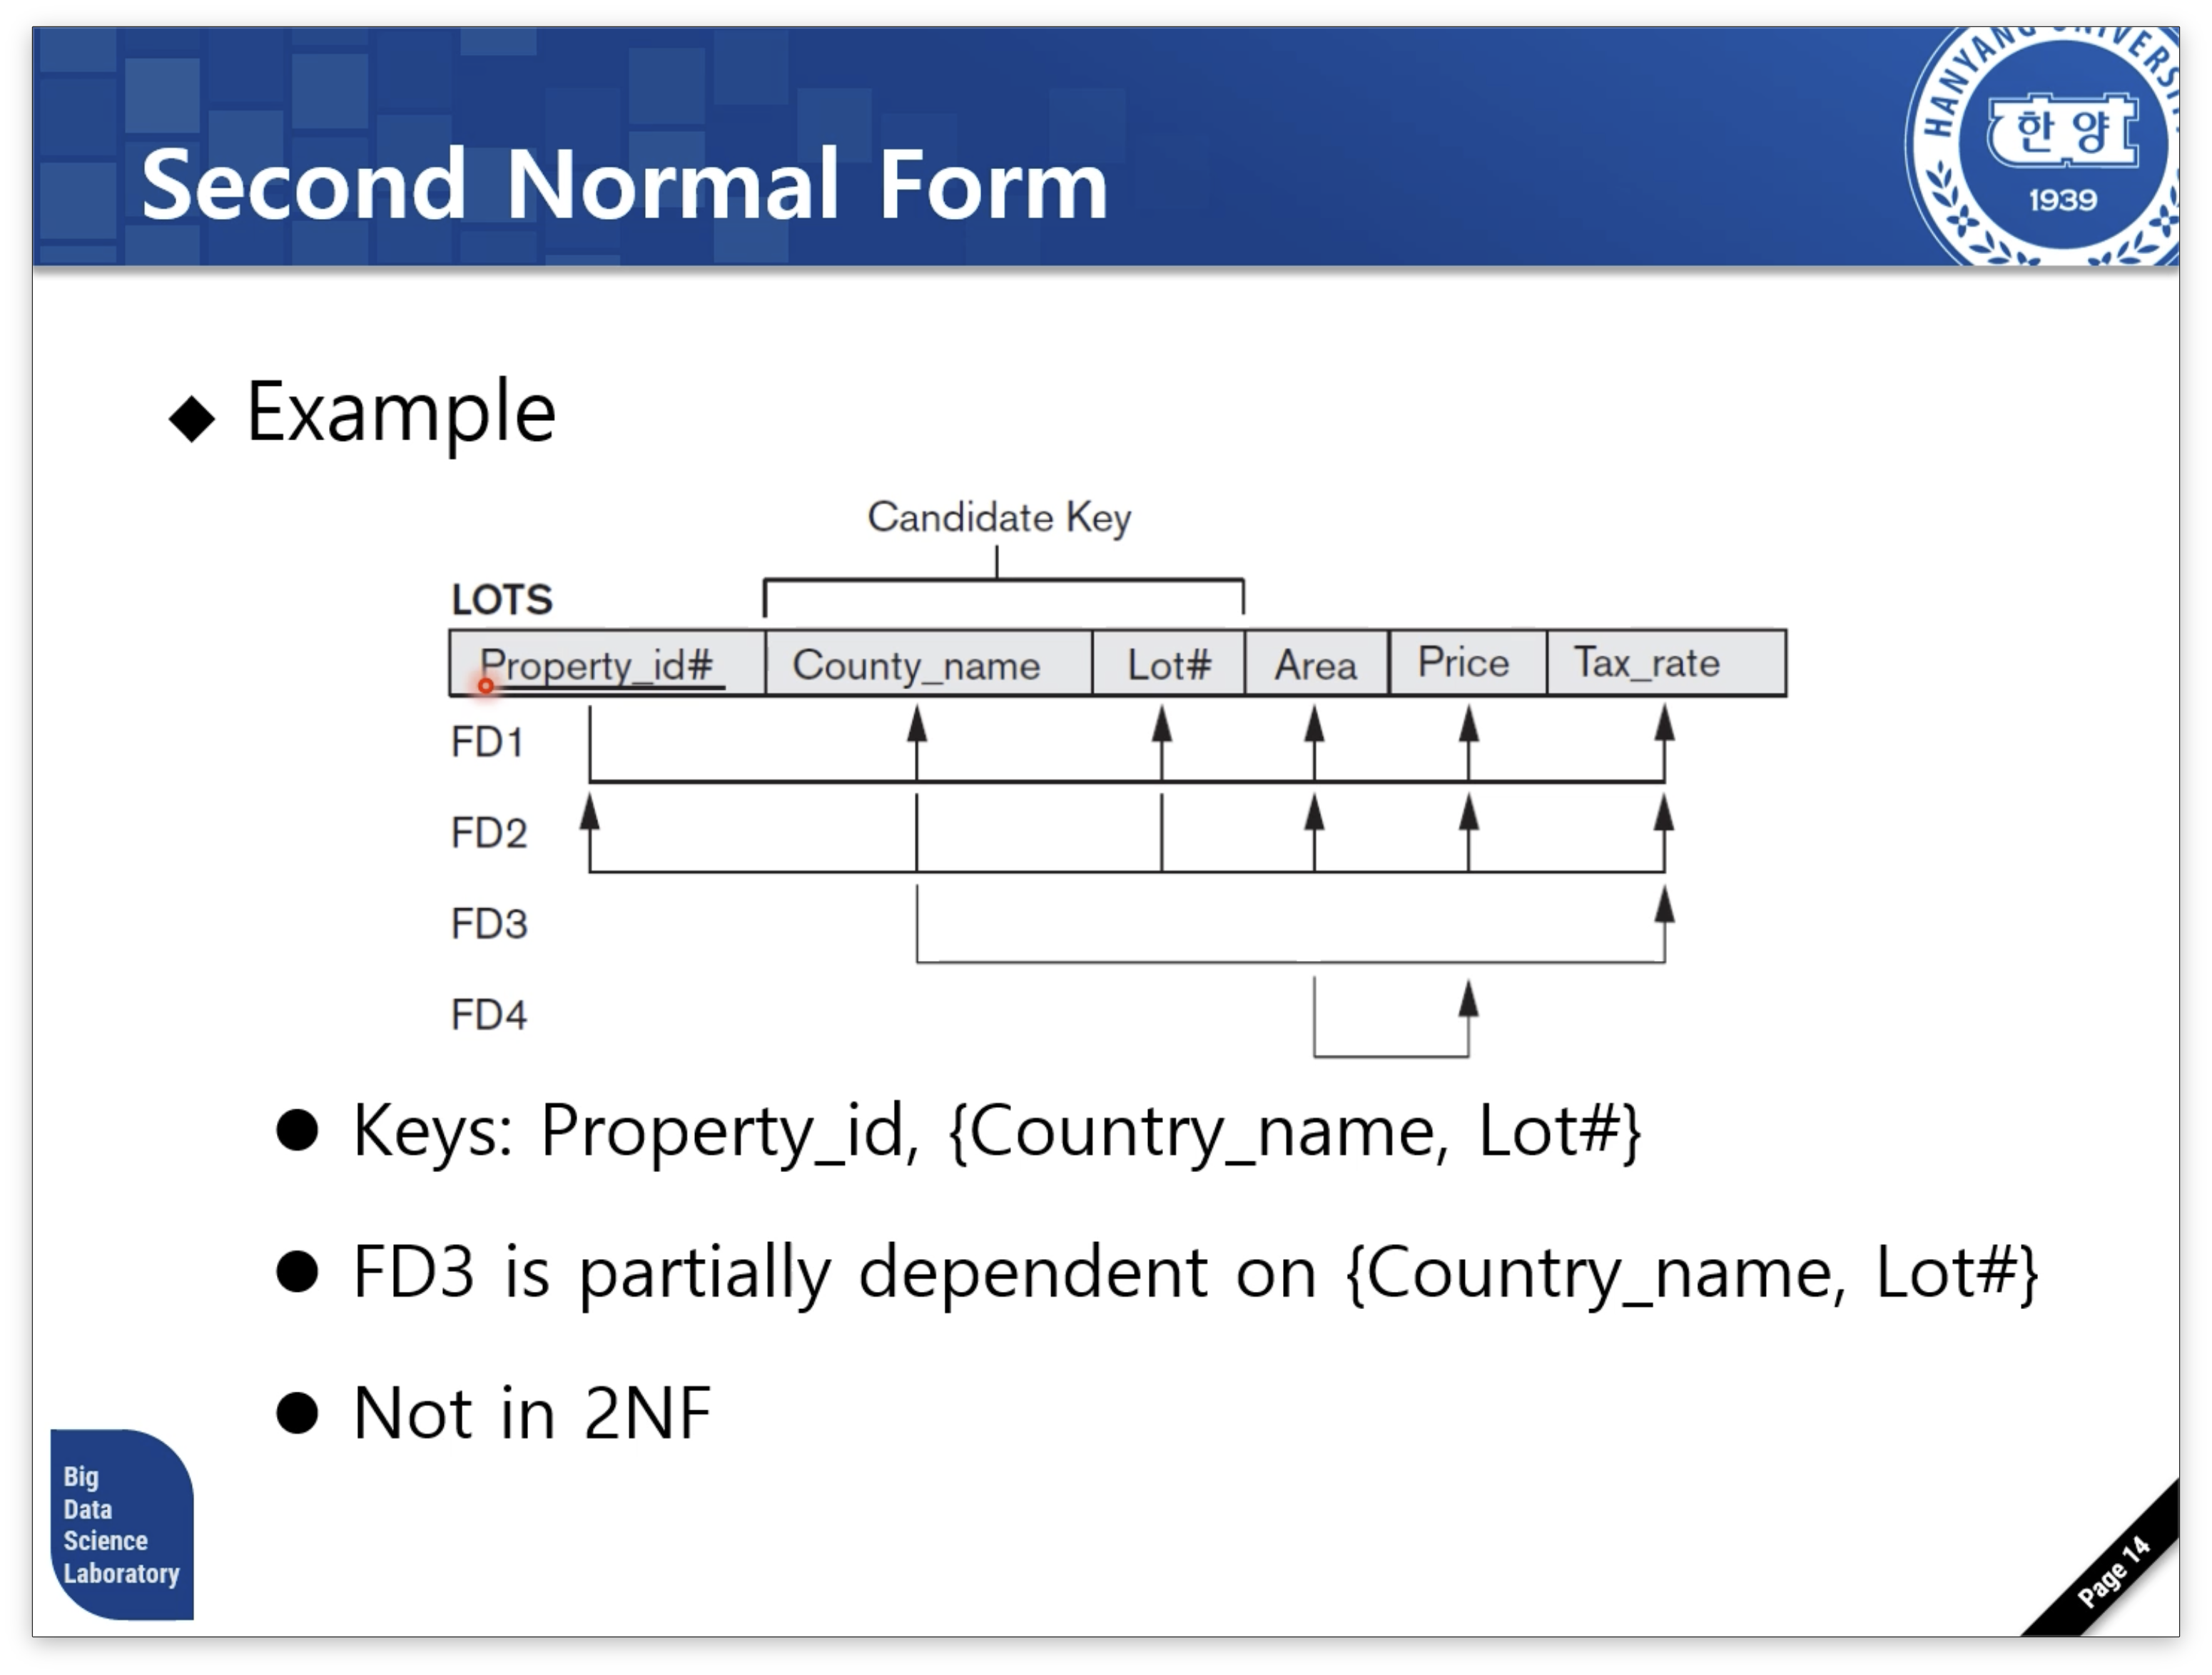 HANYANG UNIVERSI
한양
1939
Second Normal Form
◆ Example
Candidate Key
LOTS
Property_id# County_name Lot# Area Price Tax_rate
FD1
FD2
FD3
FD4
● Keys: Property_id, {Country_name, Lot#}
● FD3 is partially dependent on {Country_name, Lot#}
● Not in 2NF
Big
Data
Science
Laboratory
Page 14